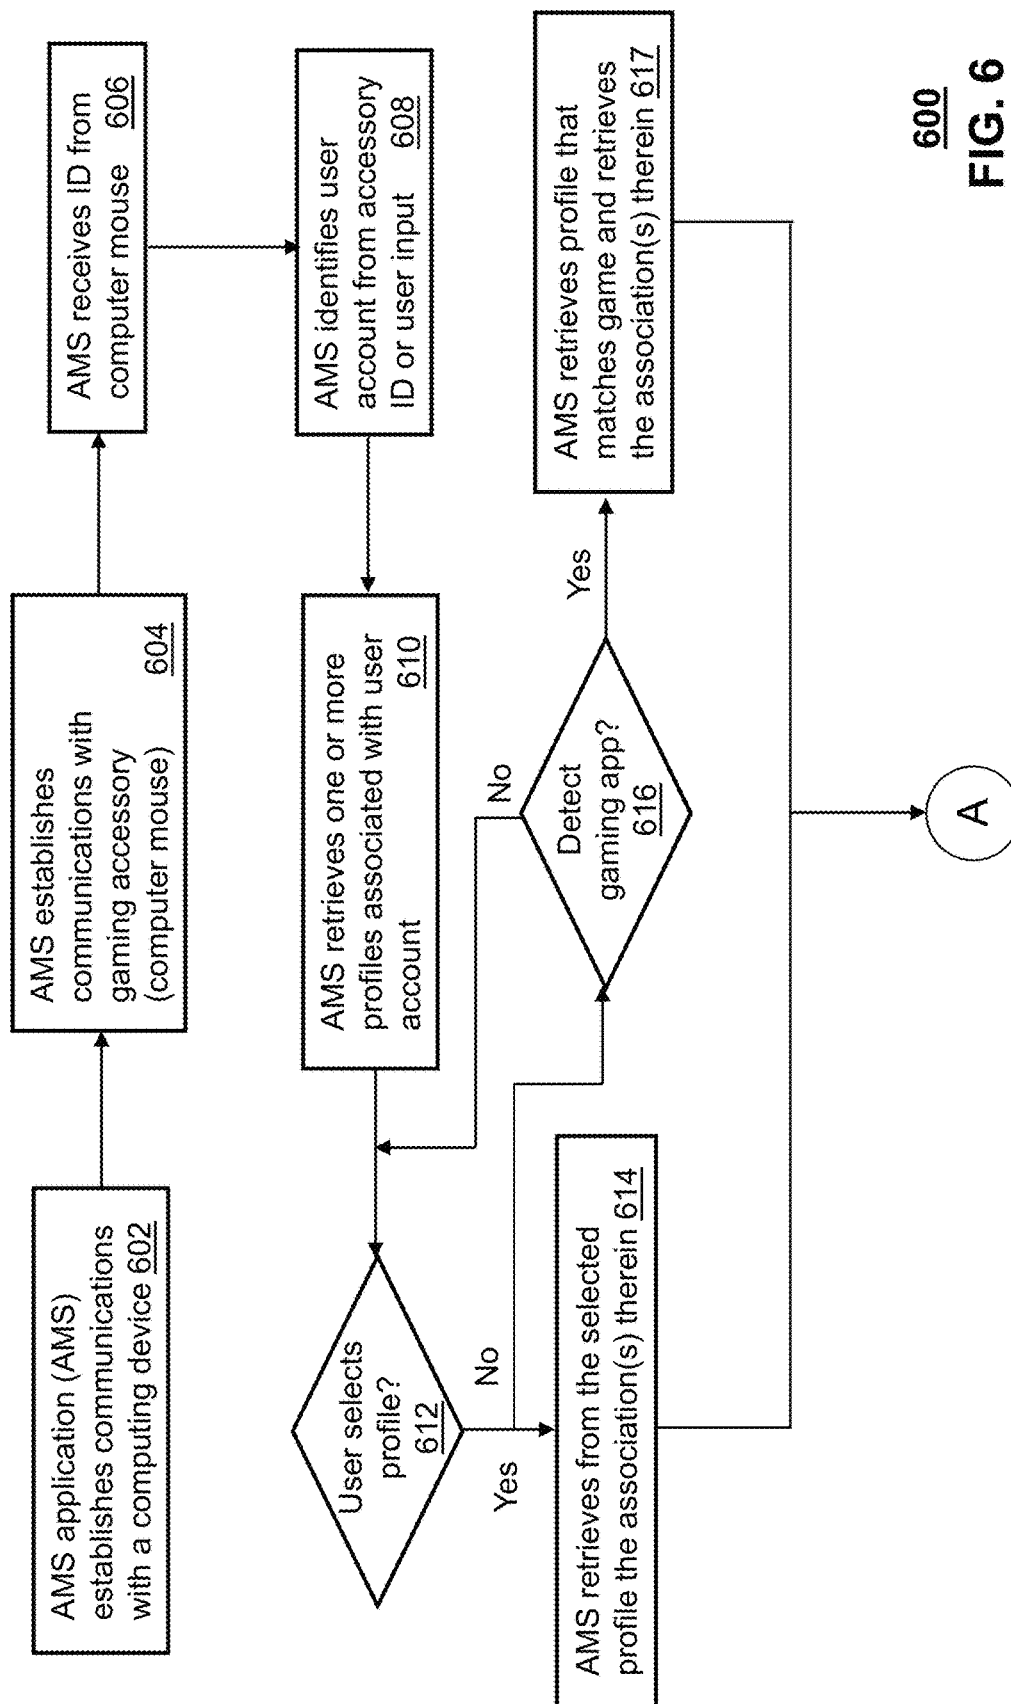 AMS application (AMS)
establishes communications
with a computing device 602
AMS establishes
communications with
gaming accessory
(computer mouse) 604
AMS receives ID from
computer mouse 606
AMS identifies user
account from accessory
ID or user input 608
AMS retrieves one or more
profiles associated with user
account 610
User selects
profile?
612
No
Yes
AMS retrieves from the selected
profile the association(s) therein 614
Detect
gaming app?
616
No
Yes
AMS retrieves profile that
matches game and retrieves
the association(s) therein 617
A
600
FIG. 6